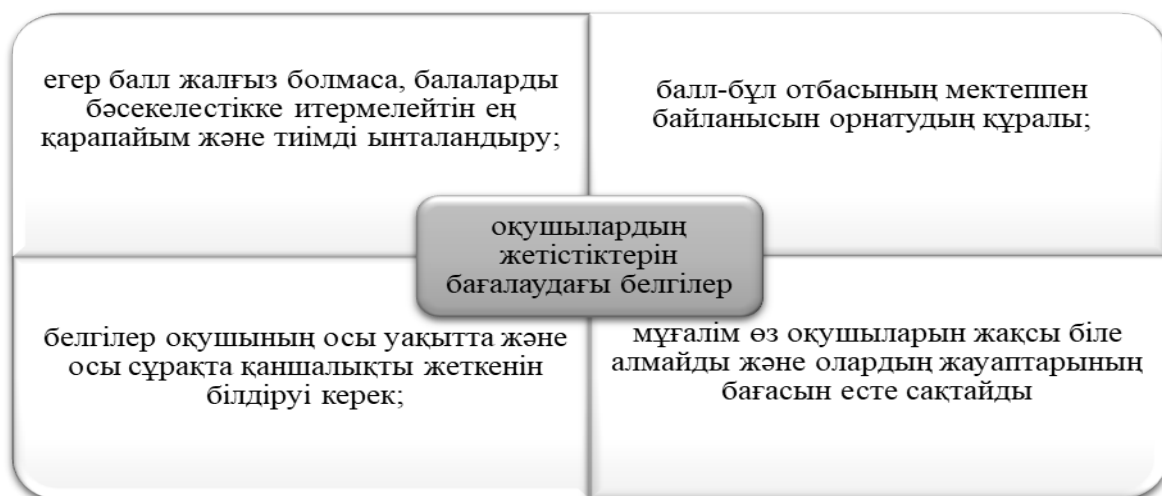 егер балл жалғыз болмаса, балаларды
бәсекелестікке итермелейтін ең
қарапайым және тиімді ынталандыру;
балл-бұл отбасының мектеппен
байланысын орнатудың құралы;
оқушылардың
жетістіктерін
бағалаудағы белгілер
белгілер оқушының осы уақытта және
осы сұрақта қаншалықты жеткенін
білдіруі керек;
мұғалім өз оқушыларын жақсы біле
алмайды және олардың жауаптарының
бағасын есте сақтайды